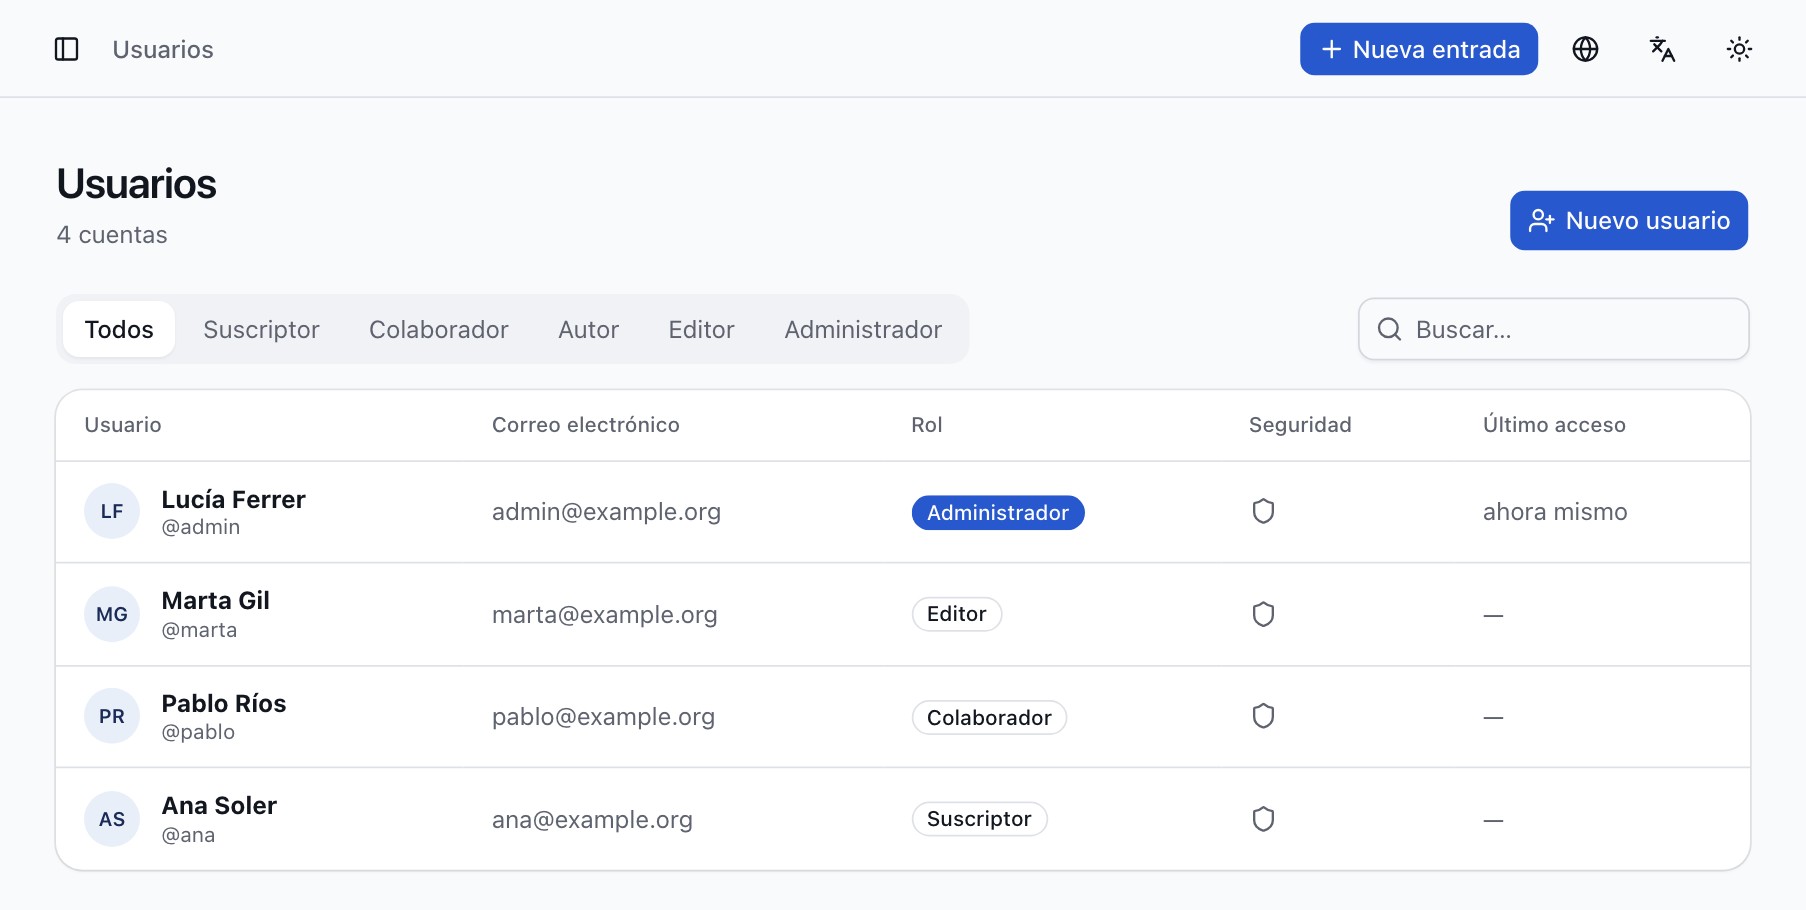 Usuarios
Nueva entrada
Usuarios
4 cuentas
Nuevo usuario
Todos Suscriptor Colaborador Autor Editor Administrador
Buscar...
Usuario Correo electrónico Rol Seguridad Último acceso
LF Lucía Ferrer admin@example.org Administrador ahora mismo
@admin
MG Marta Gil marta@example.org Editor —
@marta
PR Pablo Ríos pablo@example.org Colaborador —
@pablo
AS Ana Soler ana@example.org Suscriptor —
@ana